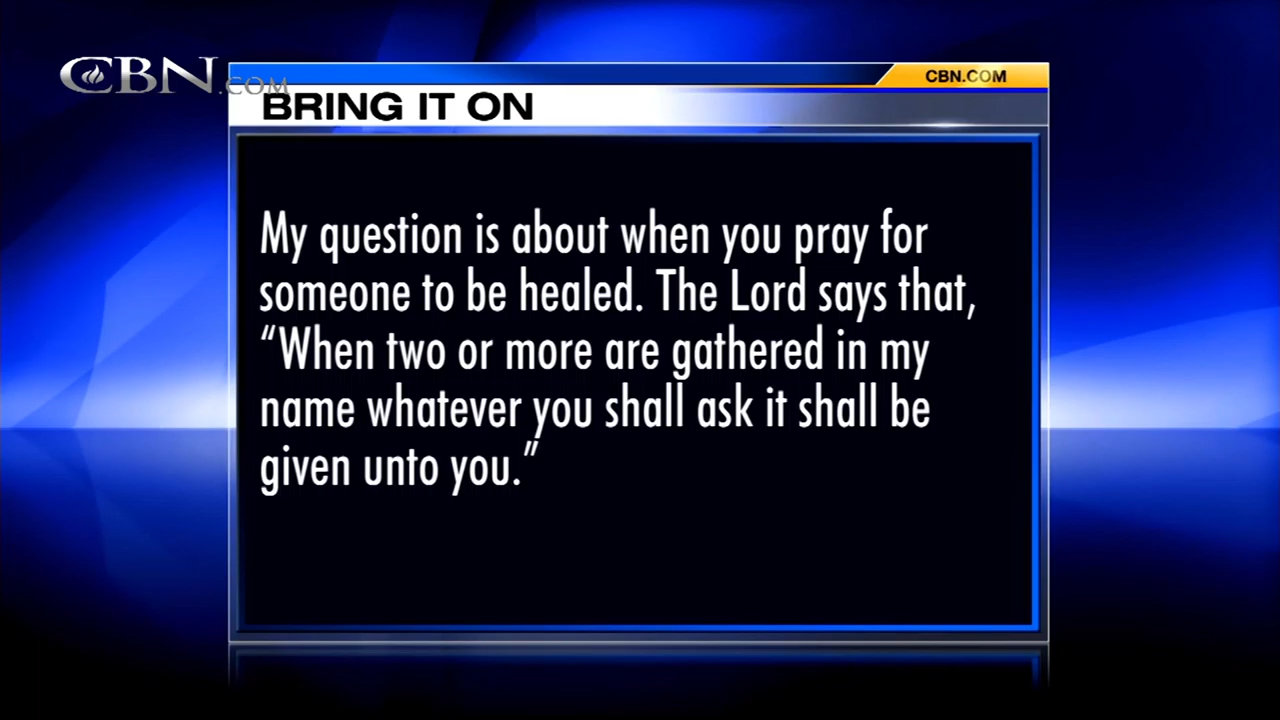 CBN.COM
CBN.COM
BRING IT ON
My question is about when you pray for
someone to be healed. The Lord says that,
“When two or more are gathered in my
name whatever you shall ask it shall be
given unto you.”